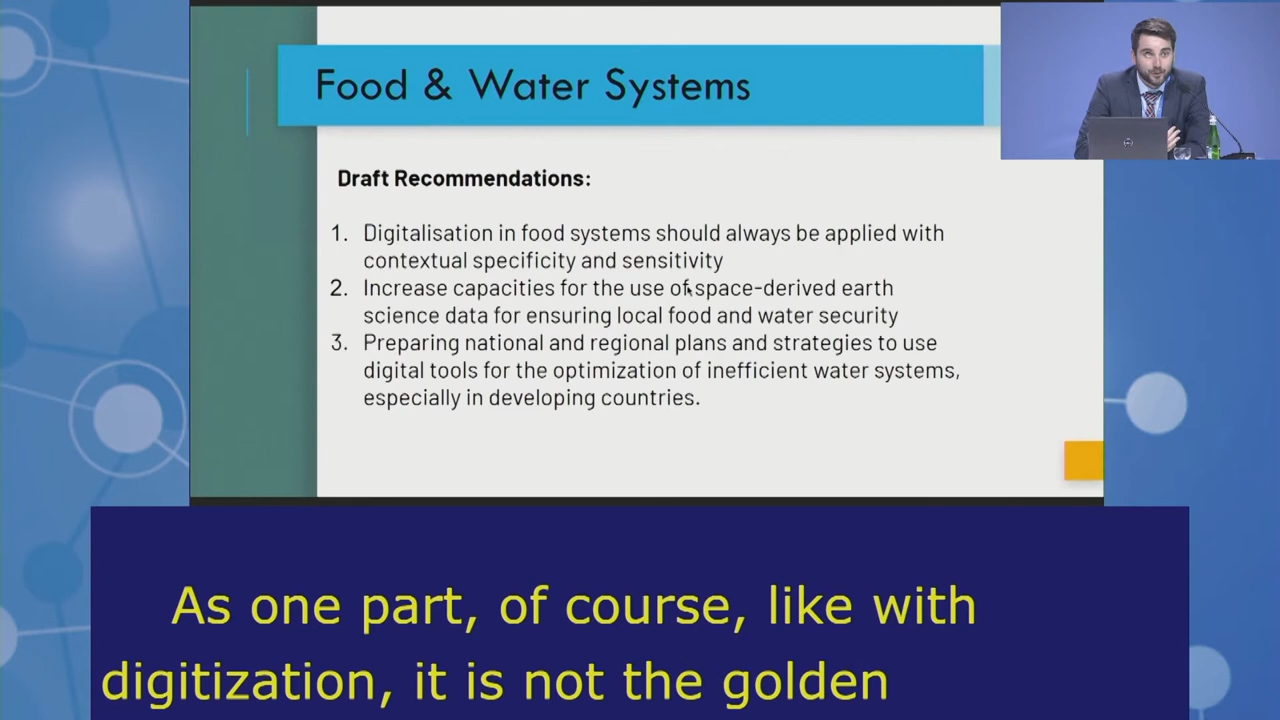 Food & Water Systems
Draft Recommendations:
1. Digitalisation in food systems should always be applied with
contextual specificity and sensitivity
2. Increase capacities for the use of space-derived earth
science data for ensuring local food and water security
3. Preparing national and regional plans and strategies to use
digital tools for the optimization of inefficient water systems,
especially in developing countries.
As one part, of course, like with
digitization, it is not the golden